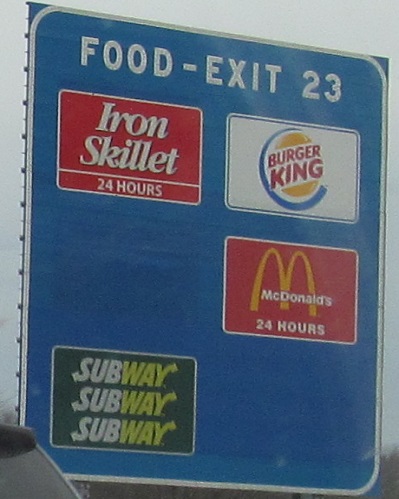 FOOD-EXIT 23
Iron
Skillet
24 HOURS
BURGER
KING
McDonald's
24 HOURS
SUBWAY
SUBWAY
SUBWAY